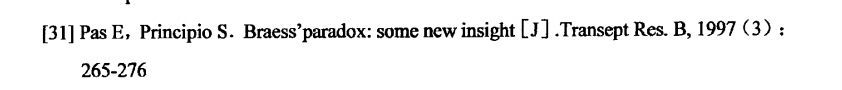 [31] Pas E，Principio S．Braess’paradox: some new insight［J］.Transept Res. B, 1997（3）:
265-276